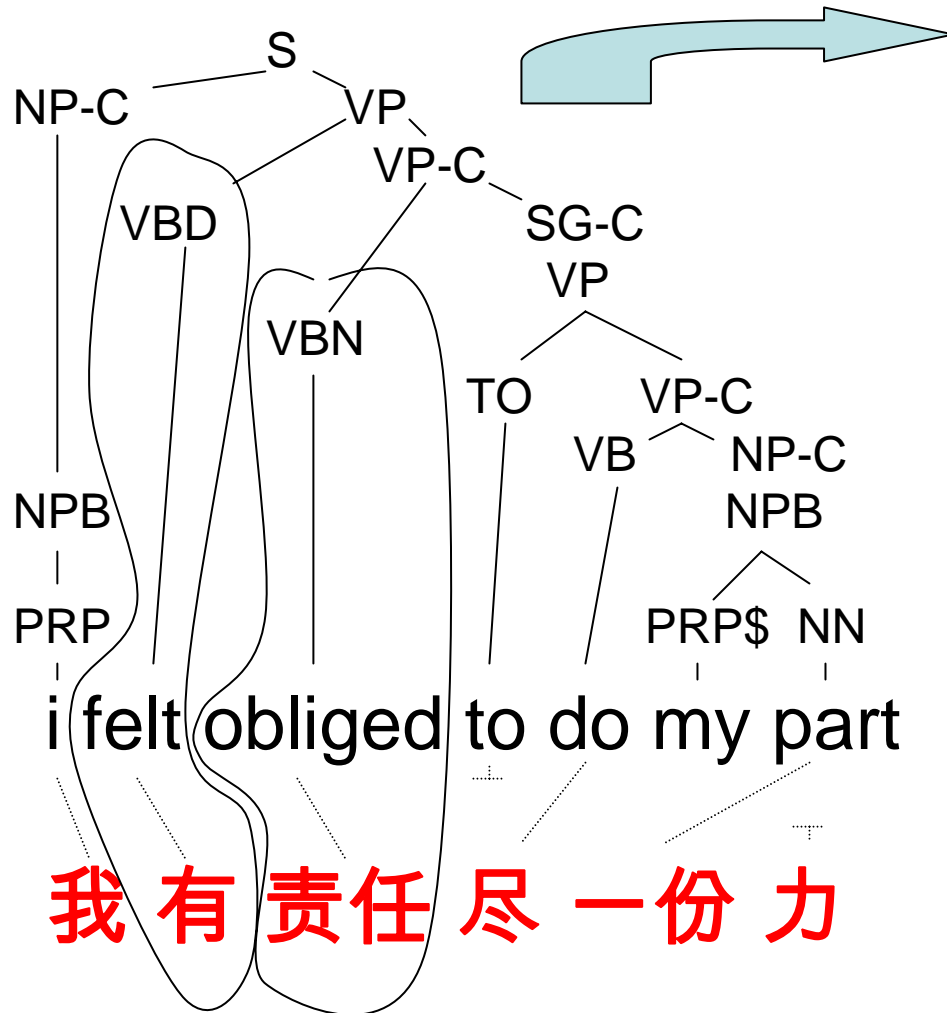 S
NP-C VP
VP-C
VBD SG-C
VP
VBN
TO VP-C
VB NP-C
NPB NPB
PRP PRP$ NN
i felt obliged to do my part
我 有 责任 尽 一份 力